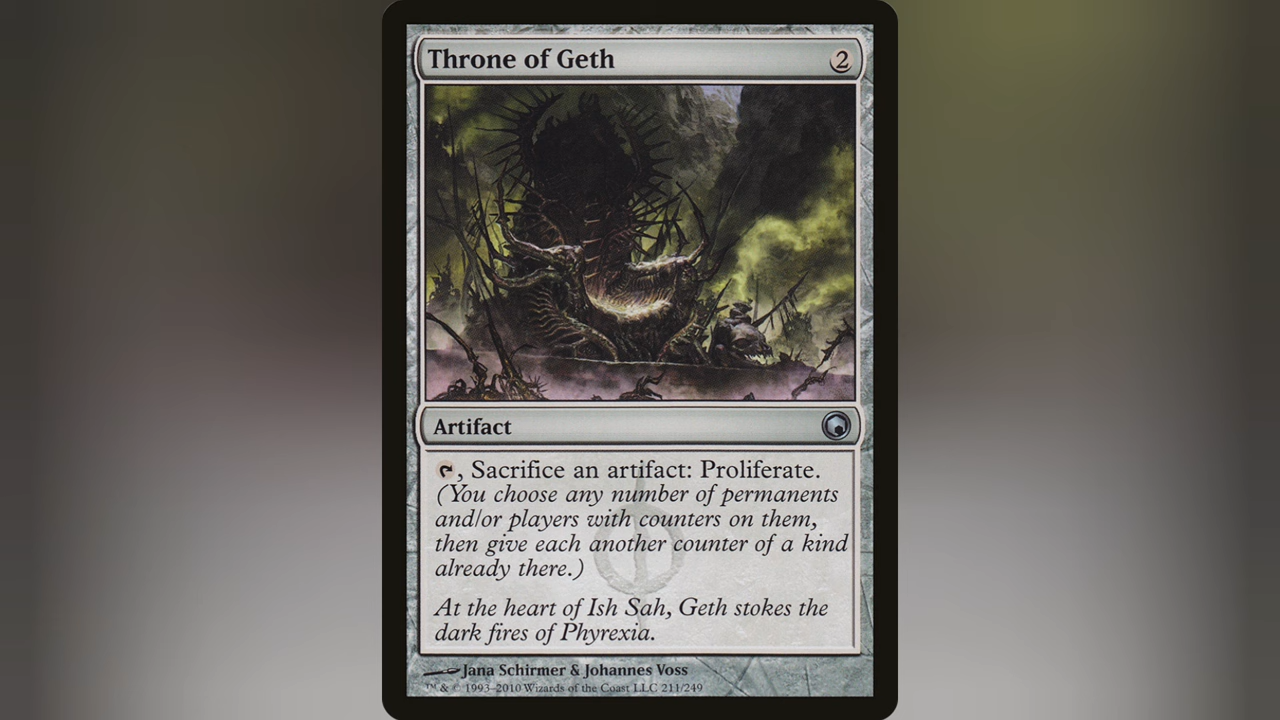 Throne of Geth 2
Artifact
, Sacrifice an artifact: Proliferate.
(You choose any number of permanents
and/or players with counters on them,
then give each another counter of a kind
already there.)
At the heart of Ish Sah, Geth stokes the
dark fires of Phyrexia.
Jana Schirmer & Johannes Voss
™ & © 1993–2010 Wizards of the Coast LLC 211/249